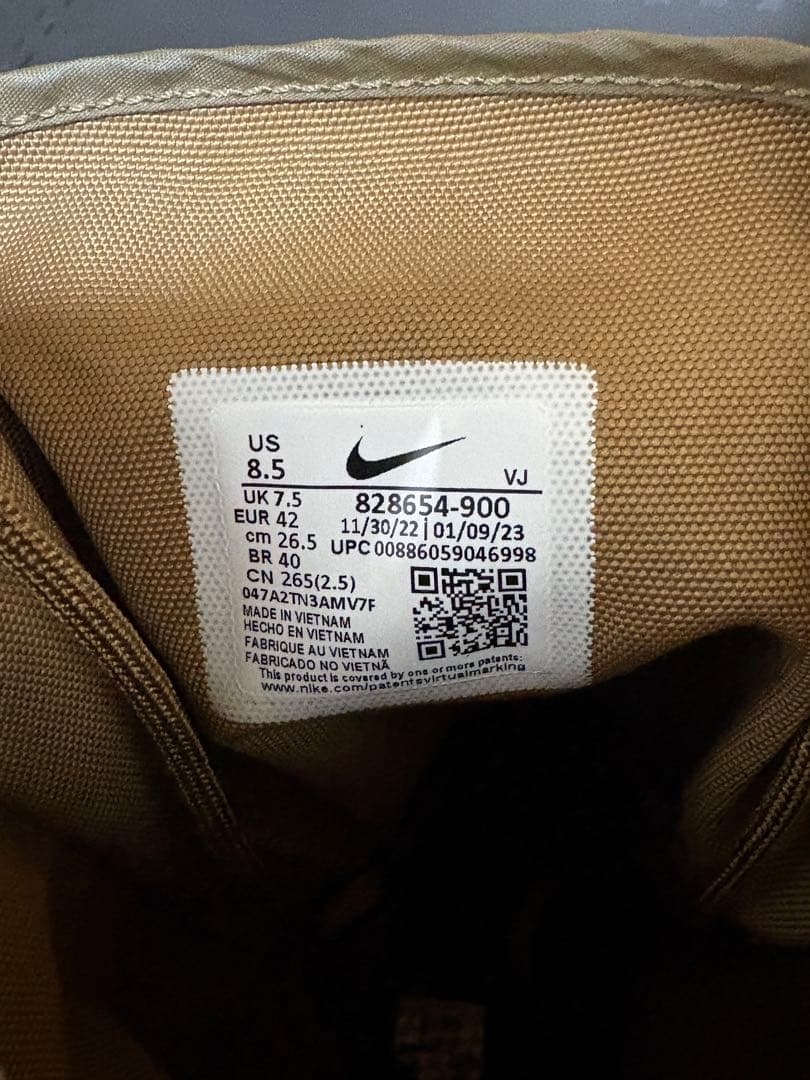 US
8.5
VJ
UK 7.5
828654-900
EUR 42
11/30/22 | 01/09/23
cm 26.5
UPC 00886059046998
BR 40
CN 265(2.5)
047A2TN3AMV7F
MADE IN VIETNAM
HECHO EN VIETNAM
FABRIQUE AU VIETNAM
FABRICADO NO VIETNÃ
This product is covered by one or more patents:
www.nike.com/patentsvirtualmarking